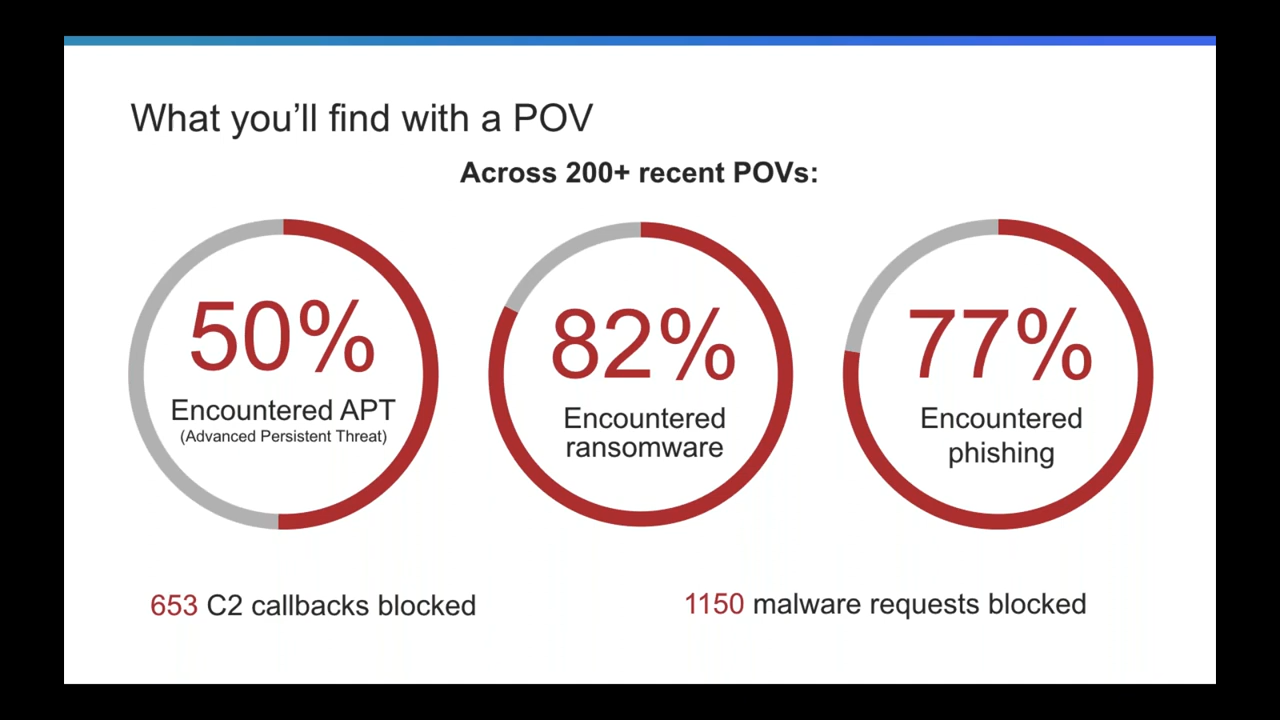 What you’ll find with a POV
Across 200+ recent POVs:
50%
Encountered APT
(Advanced Persistent Threat)
82%
Encountered
ransomware
77%
Encountered
phishing
653 C2 callbacks blocked
1150 malware requests blocked